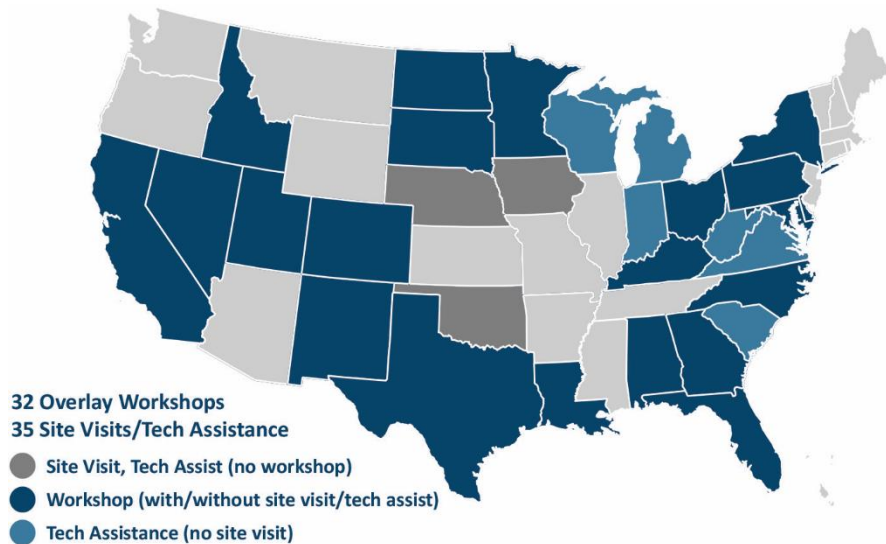 32 Overlay Workshops
35 Site Visits/Tech Assistance
Site Visit, Tech Assist (no workshop)
Workshop (with/without site visit/tech assist)
Tech Assistance (no site visit)